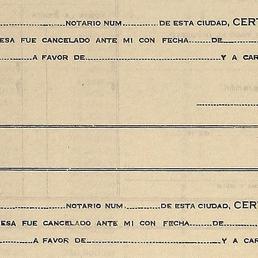 NOTARIO NUM. DE ESTA CIUDAD, CERT
ESA FUE CANCELADO ANTE MI CON FECHA DE
A FAVOR DE Y A CAR
NOTARIO NUM. DE ESTA CIUDAD, CERT
ESA FUE CANCELADO ANTE MI CON FECHA DE
A FAVOR DE Y A CAR